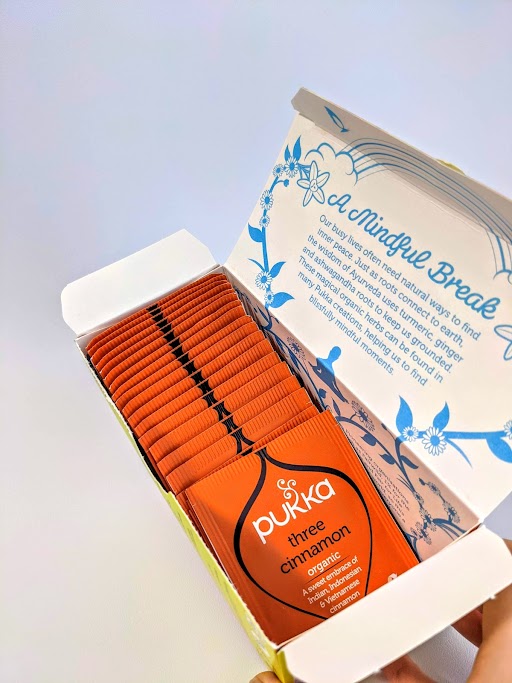 A Mindful Break
Our busy lives often need natural ways to find
inner peace. Just as roots connect to earth,
the wisdom of Ayurveda uses turmeric, ginger
and ashwagandha roots to keep us grounded.
These magical organic herbs can be found in
many Pukka creations, helping us to find
blissfully mindful moments.
pukka
three
cinnamon
organic
A sweet embrace of
Indian, Indonesian
& Vietnamese
cinnamon